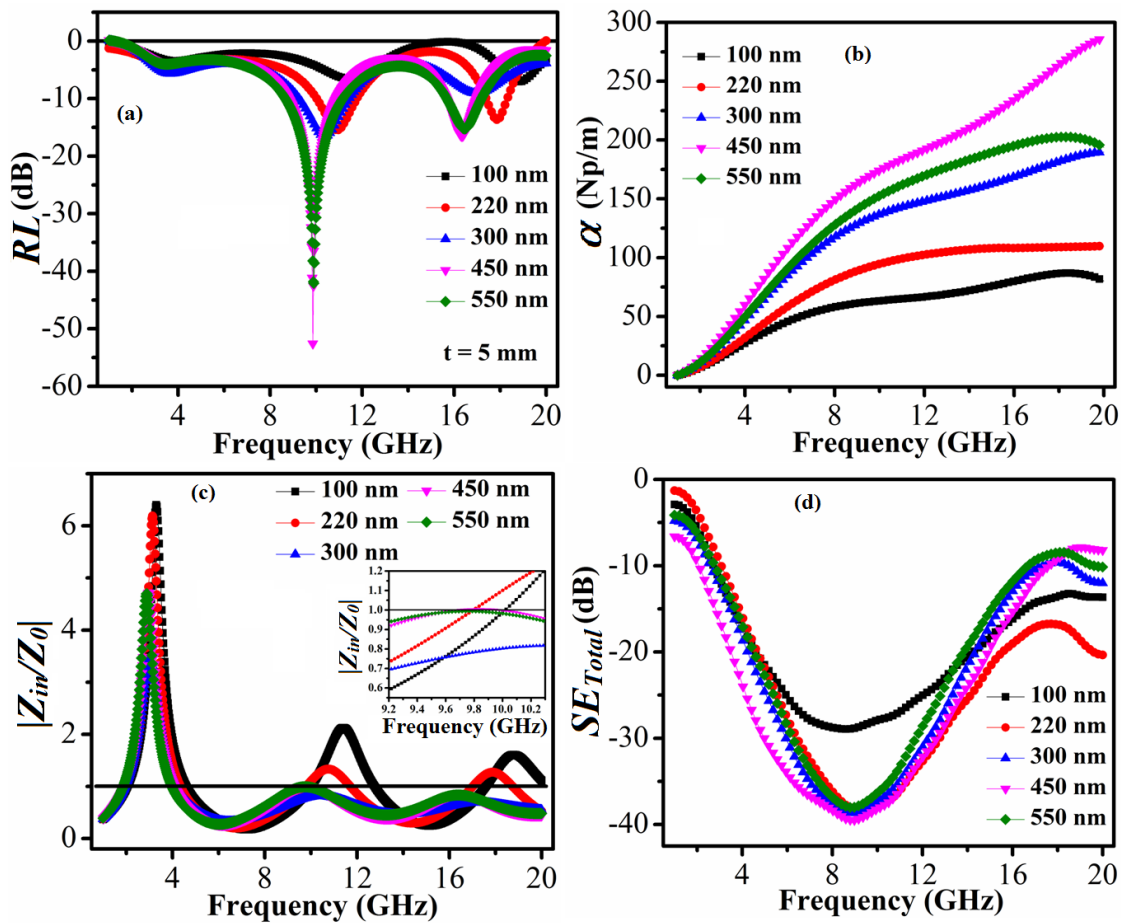 0
-10
-20
-30
-40
-50
-60
RL (dB)
(a)
100 nm
220 nm
300 nm
450 nm
550 nm
t = 5 mm
4 8 12 16 20
Frequency (GHz)
300
250
200
150
100
50
0
α (Np/m)
(b)
100 nm
220 nm
300 nm
450 nm
550 nm
4 8 12 16 20
Frequency (GHz)
6
4
2
0
|Zin/Z0|
(c)
100 nm 450 nm
220 nm 550 nm
300 nm
1.2
1.1
1.0
0.9
0.8
0.7
0.6
|Zin/Z0|
9.2 9.4 9.6 9.8 10.0 10.2
Frequency (GHz)
4 8 12 16 20
Frequency (GHz)
0
-10
-20
-30
-40
SETotal (dB)
(d)
100 nm
220 nm
300 nm
450 nm
550 nm
4 8 12 16 20
Frequency (GHz)